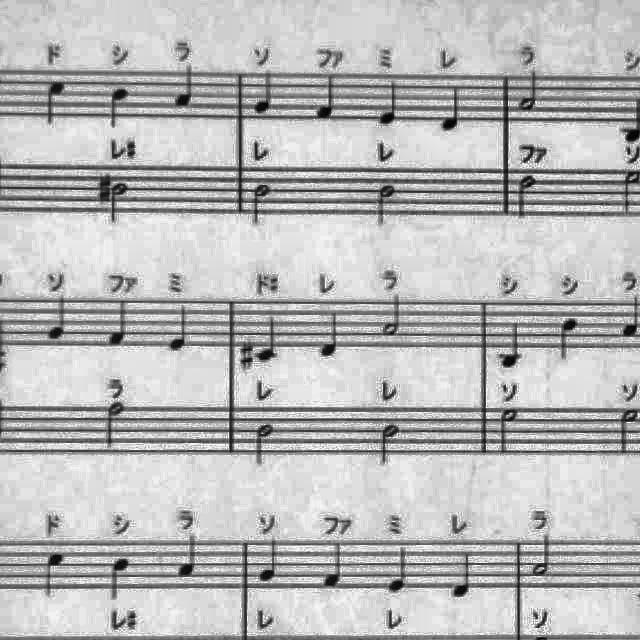 ド シ ラ ソ ファ ミ レ ラ シ
レ# レ レ ファ ソ
ソ ファ ミ ド# レ ラ シ シ ラ
ラ レ レ ソ ソ
ド シ ラ ソ ファ ミ レ ラ
レ# レ レ ソ